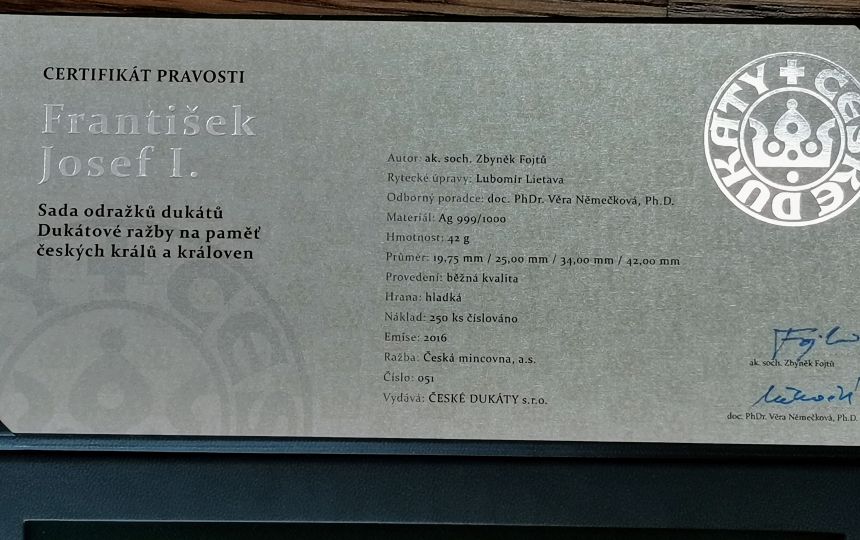 CERTIFIKÁT PRAVOSTI
František
Josef I.
Sada odražků dukátů
Dukátové ražby na paměť
českých králů a královen
Autor: ak. soch. Zbyněk Fojtů
Rytecké úpravy: Lubomír Lietava
Odborný poradce: doc. PhDr. Věra Němečková, Ph.D.
Materiál: Ag 999/1000
Hmotnost: 42 g
Průměr: 19,75 mm / 25,00 mm / 34,00 mm / 42,00 mm
Provedení: běžná kvalita
Hrana: hladká
Náklad: 250 ks číslováno
Emise: 2016
Ražba: Česká mincovna, a.s.
Číslo: 051
Vydává: ČESKÉ DUKÁTY s.r.o.
ČESKÉ DUKÁTY
ak. soch. Zbyněk Fojtů
doc. PhDr. Věra Němečková, Ph.D.